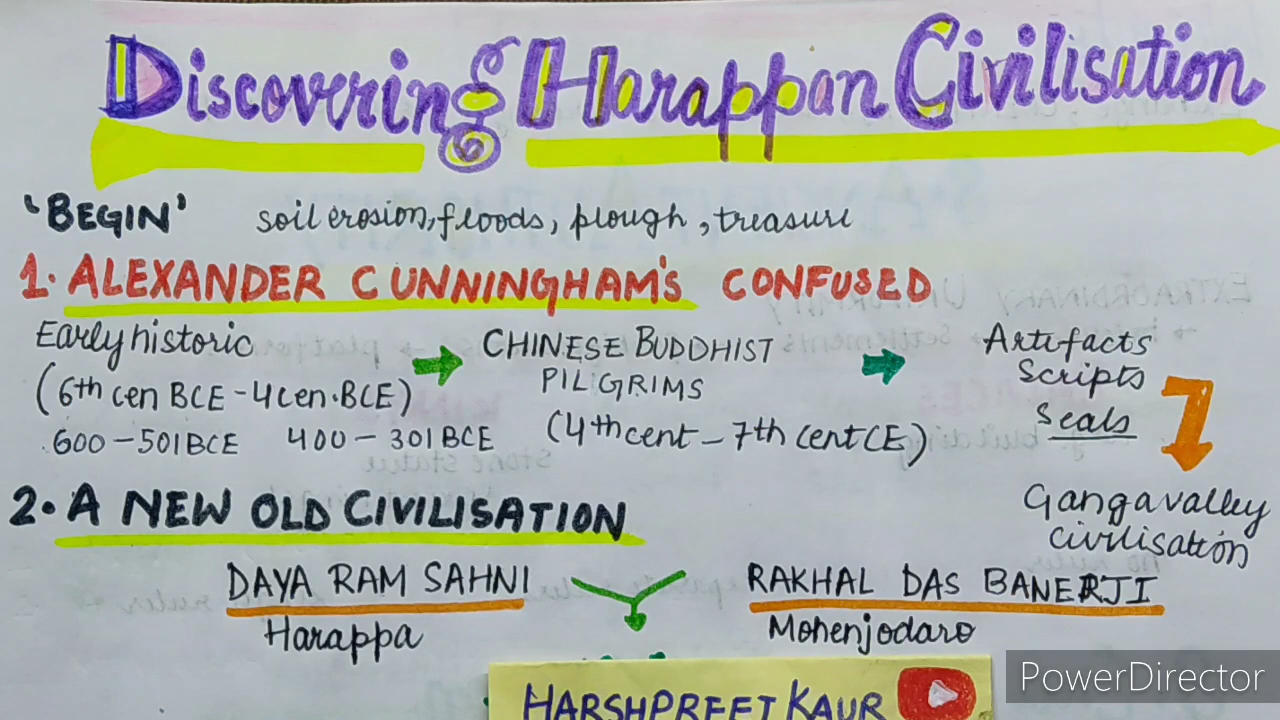 Discovering Harappan Civilisation
'BEGIN' soil erosion, floods, plough, treasure
1. ALEXANDER CUNNINGHAM'S CONFUSED
Early historic
(6th cen BCE - 4 cen. BCE)
600 - 501 BCE 400 - 301 BCE
CHINESE BUDDHIST
PILGRIMS
(4th cent - 7th cent CE)
Artifacts
Scripts
Seals
Ganga valley
civilisation
2. A NEW OLD CIVILISATION
DAYA RAM SAHNI
Harappa
RAKHAL DAS BANERJI
Mohenjodaro
HARSHPREET KAUR
PowerDirector